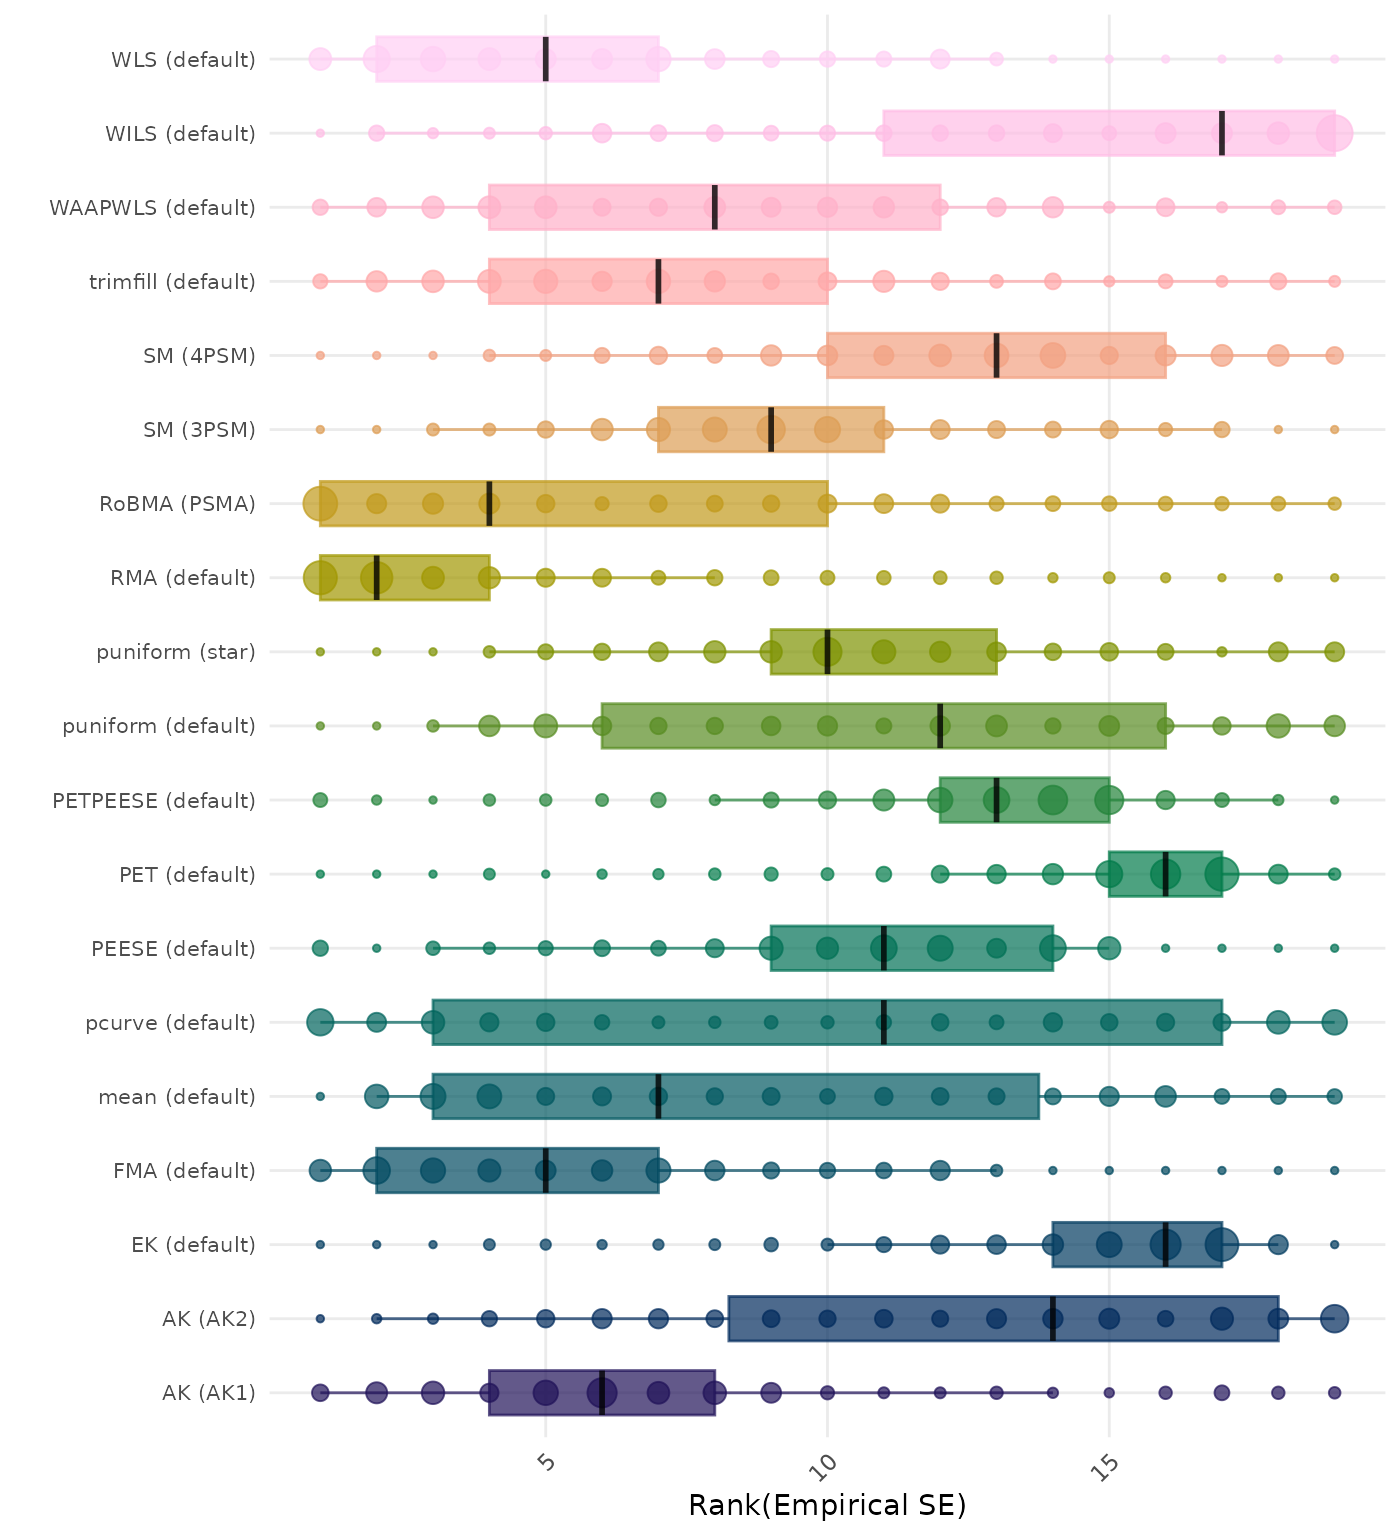 WLS (default)
WILS (default)
WAAPWLS (default)
trimfill (default)
SM (4PSM)
SM (3PSM)
RoBMA (PSMA)
RMA (default)
puniform (star)
puniform (default)
PETPEESE (default)
PET (default)
PEESE (default)
pcurve (default)
mean (default)
FMA (default)
EK (default)
AK (AK2)
AK (AK1)
5 10 15
Rank(Empirical SE)